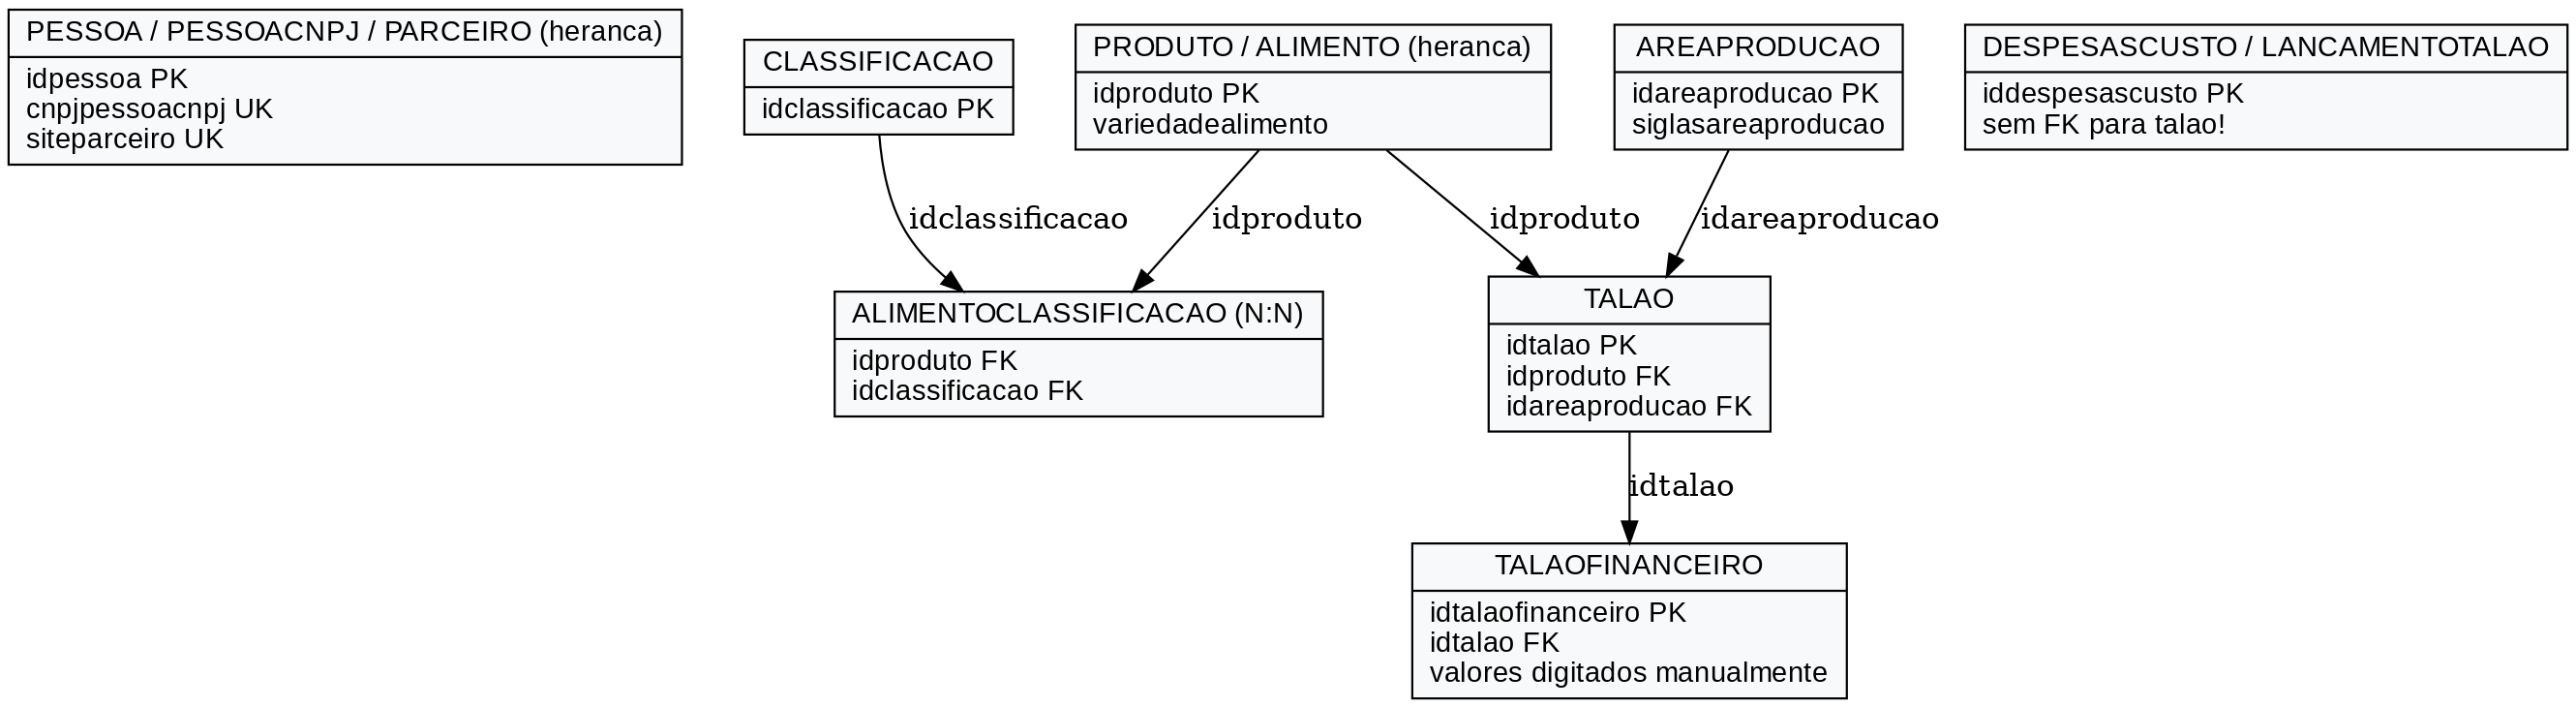 PESSOA / PESSOACNPJ / PARCEIRO (heranca)
idpessoa PK
cnpjpessoacnpj UK
siteparceiro UK
CLASSIFICACAO
idclassificacao PK
PRODUTO / ALIMENTO (heranca)
idproduto PK
variedadealimento
AREAPRODUCAO
idareaproducao PK
siglasareaproducao
DESPESASCUSTO / LANCAMENTOTALAO
iddespesascusto PK
sem FK para talao!
idclassificacao
idproduto
idproduto
idareaproducao
ALIMENTOCLASSIFICACAO (N:N)
idproduto FK
idclassificacao FK
TALAO
idtalao PK
idproduto FK
idareaproducao FK
idtalao
TALAOFINANCEIRO
idtalaofinanceiro PK
idtalao FK
valores digitados manualmente